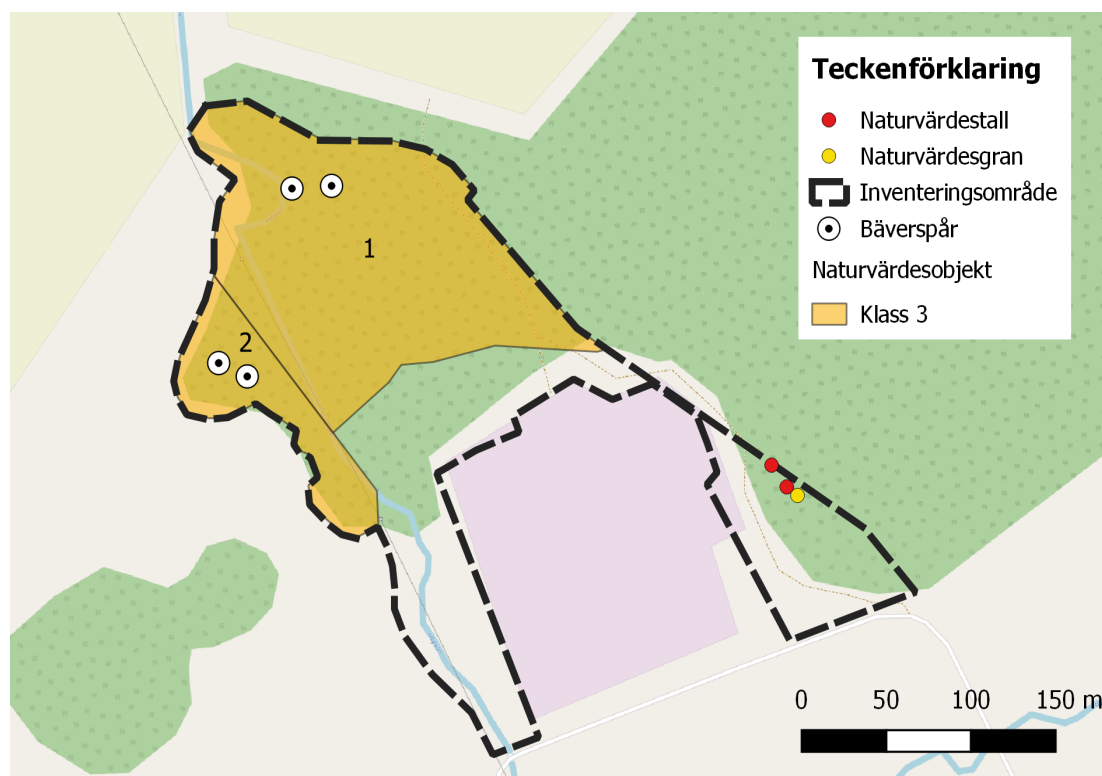 Teckenförklaring
Naturvärdestall
Naturvärdesgran
Inventeringsområde
Bäverspår
Naturvärdesobjekt
Klass 3
1
2
0 50 100 150 m